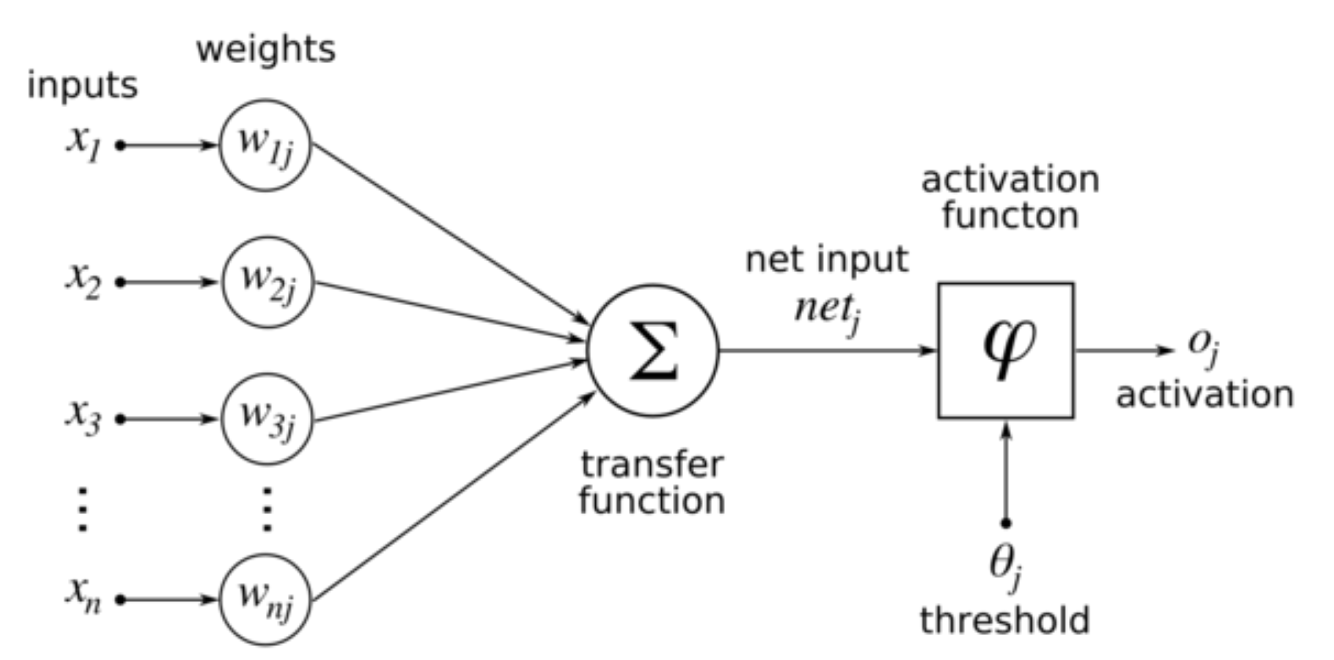 weights
inputs
x1
w1j
x2
w2j
x3
w3j
⋮ ⋮
xn
wnj
Σ
transfer
function
net input
netj
activation
functon
φ
oj
activation
θj
threshold